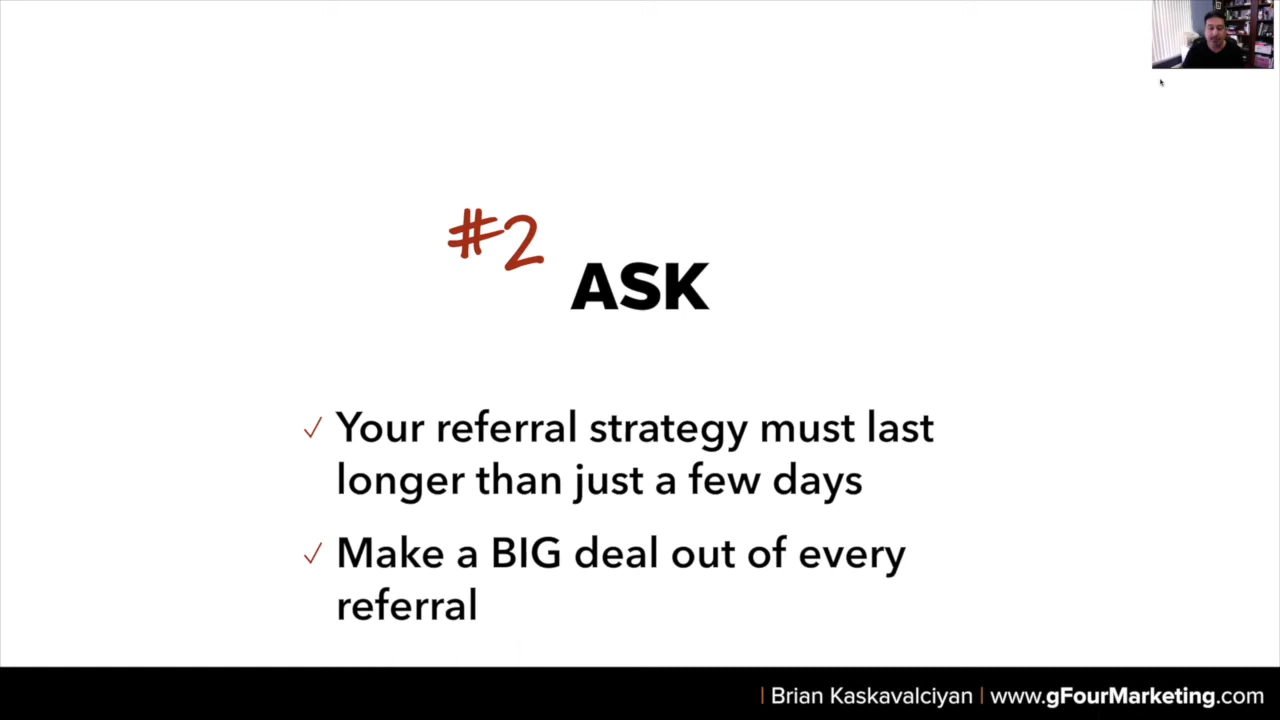 #2
ASK
✓ Your referral strategy must last
longer than just a few days
✓ Make a BIG deal out of every
referral
| Brian Kaskavalciyan | www.gFourMarketing.com